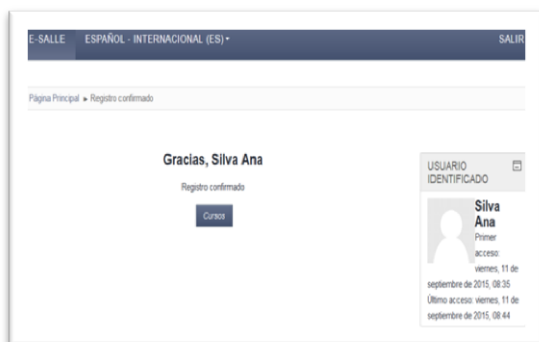 E-SALLE ESPAÑOL - INTERNACIONAL (ES) SALIR
Página Principal ► Registro confirmado
Gracias, Silva Ana
Registro confirmado
Cursos
USUARIO
IDENTIFICADO
Silva
Ana
Primer
acceso:
viernes, 11 de
septiembre de 2015, 08:35
Último acceso: viernes, 11 de
septiembre de 2015, 08:44